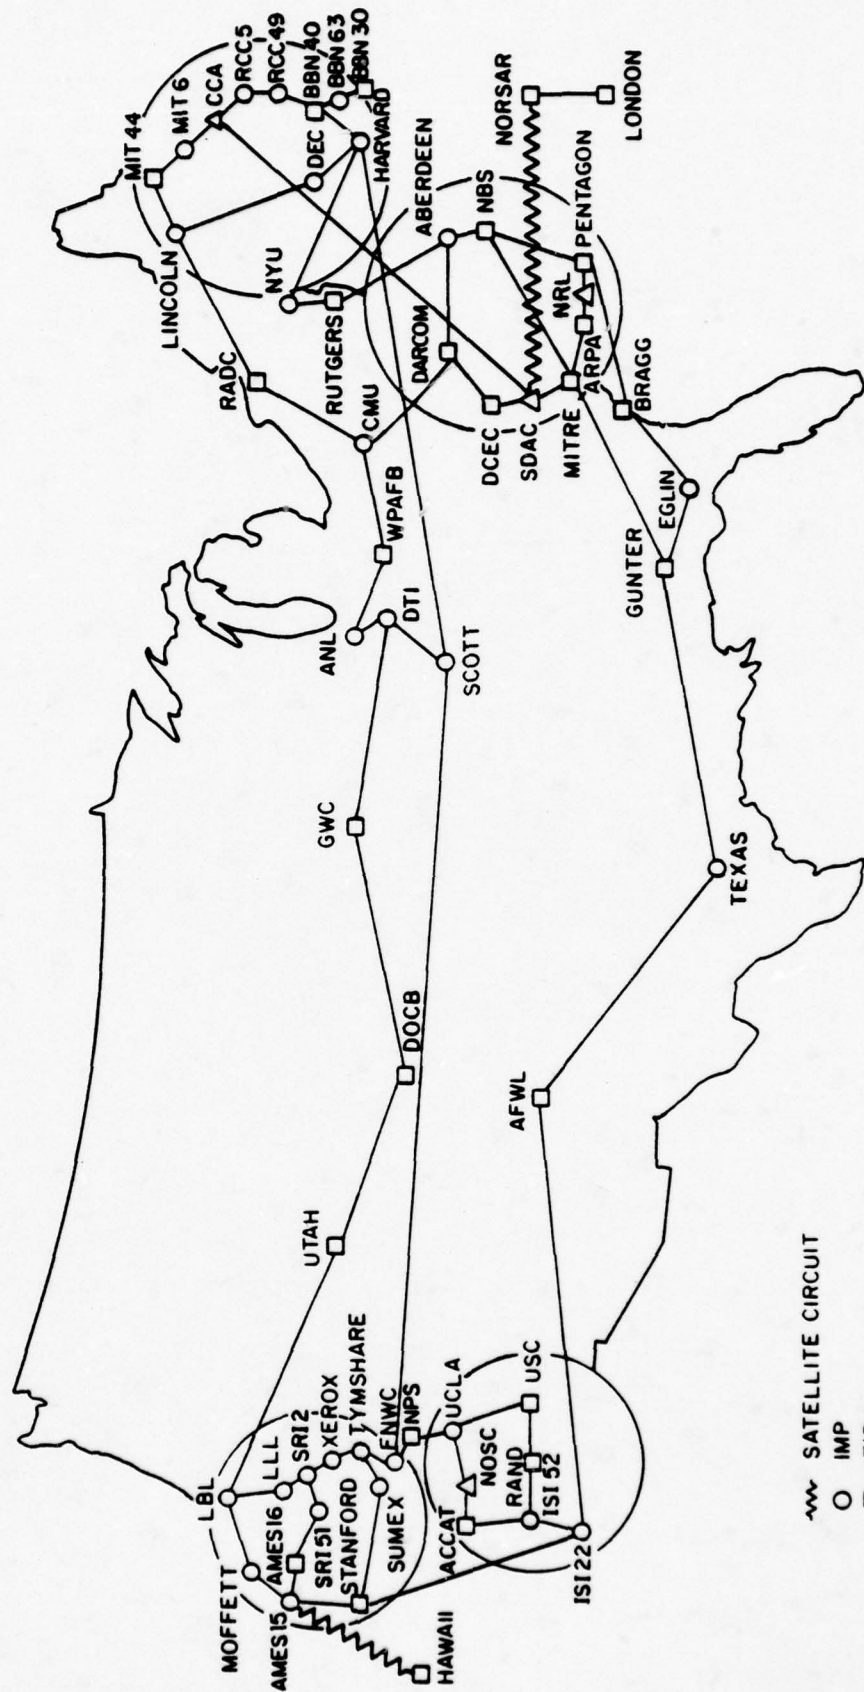 MOFFETT
AMES15
HAWAII
LBL
LLL
AMES16
SRI2
SRI51
XEROX
STANFORD
TYMSHARE
SUMEX
FNWC
NPS
UCLA
ACCAT
NOSC
RAND
USC
ISI52
ISI22
UTAH
DOCB
AFWL
GWC
TEXAS
ANL
DTI
SCOTT
WPAFB
GUNTER
EGLIN
RADC
CMU
LINCOLN
MIT44
MIT6
CCA
RCC5
RCC49
BBN40
BBN63
BBN30
DEC
HARVARD
NYU
RUTGERS
ABERDEEN
DARCOM
NBS
DCEC
SDAC
MITRE
ARPA
NRL
PENTAGON
BRAGG
NORSAR
LONDON
SATELLITE CIRCUIT
IMP